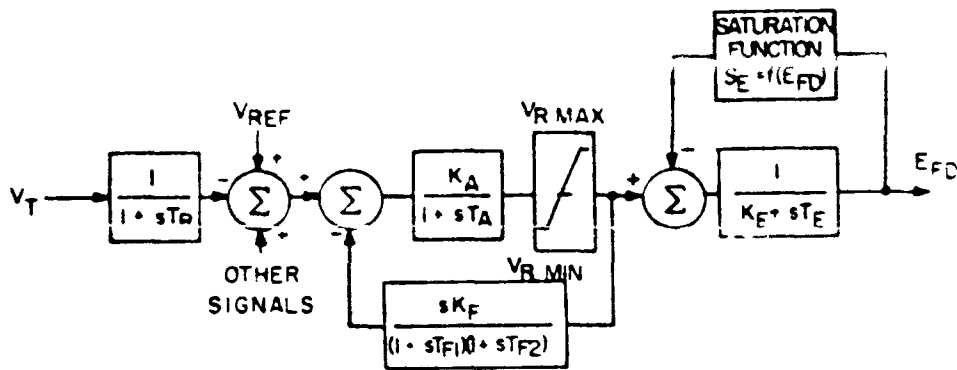 SATURATION
FUNCTION
S_E = f(E_FD)
V_REF
V_R MAX
V_T
1
1 + sT_R
-
+
+
Σ
+
-
Σ
K_A
1 + sT_A
+
-
Σ
1
K_E + sT_E
E_FD
OTHER
SIGNALS
V_R MIN
sK_F
(1 + sT_F1)(1 + sT_F2)